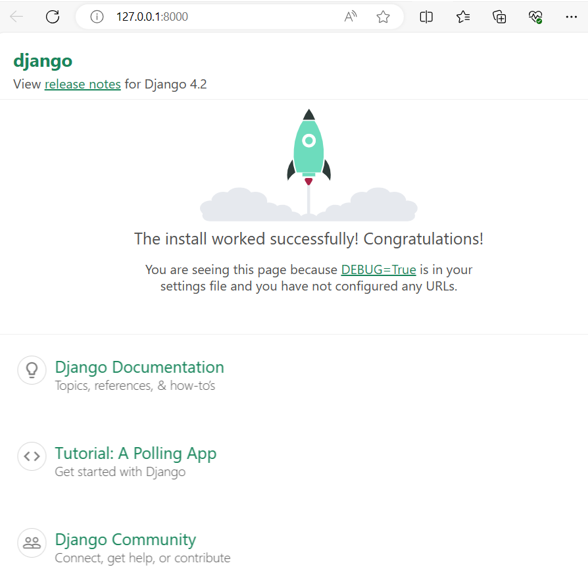 127.0.0.1:8000
django
View release notes for Django 4.2
The install worked successfully! Congratulations!
You are seeing this page because DEBUG=True is in your
settings file and you have not configured any URLs.
Django Documentation
Topics, references, & how-to's
Tutorial: A Polling App
Get started with Django
Django Community
Connect, get help, or contribute